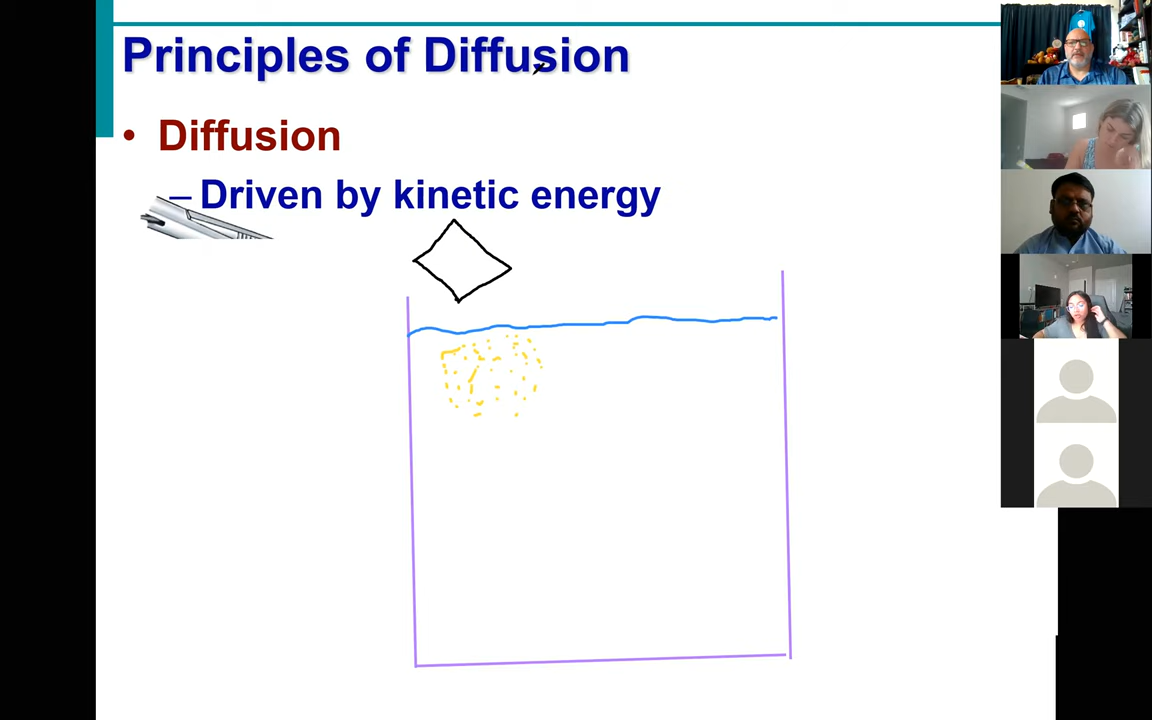 Principles of Diffusion
• Diffusion
– Driven by kinetic energy